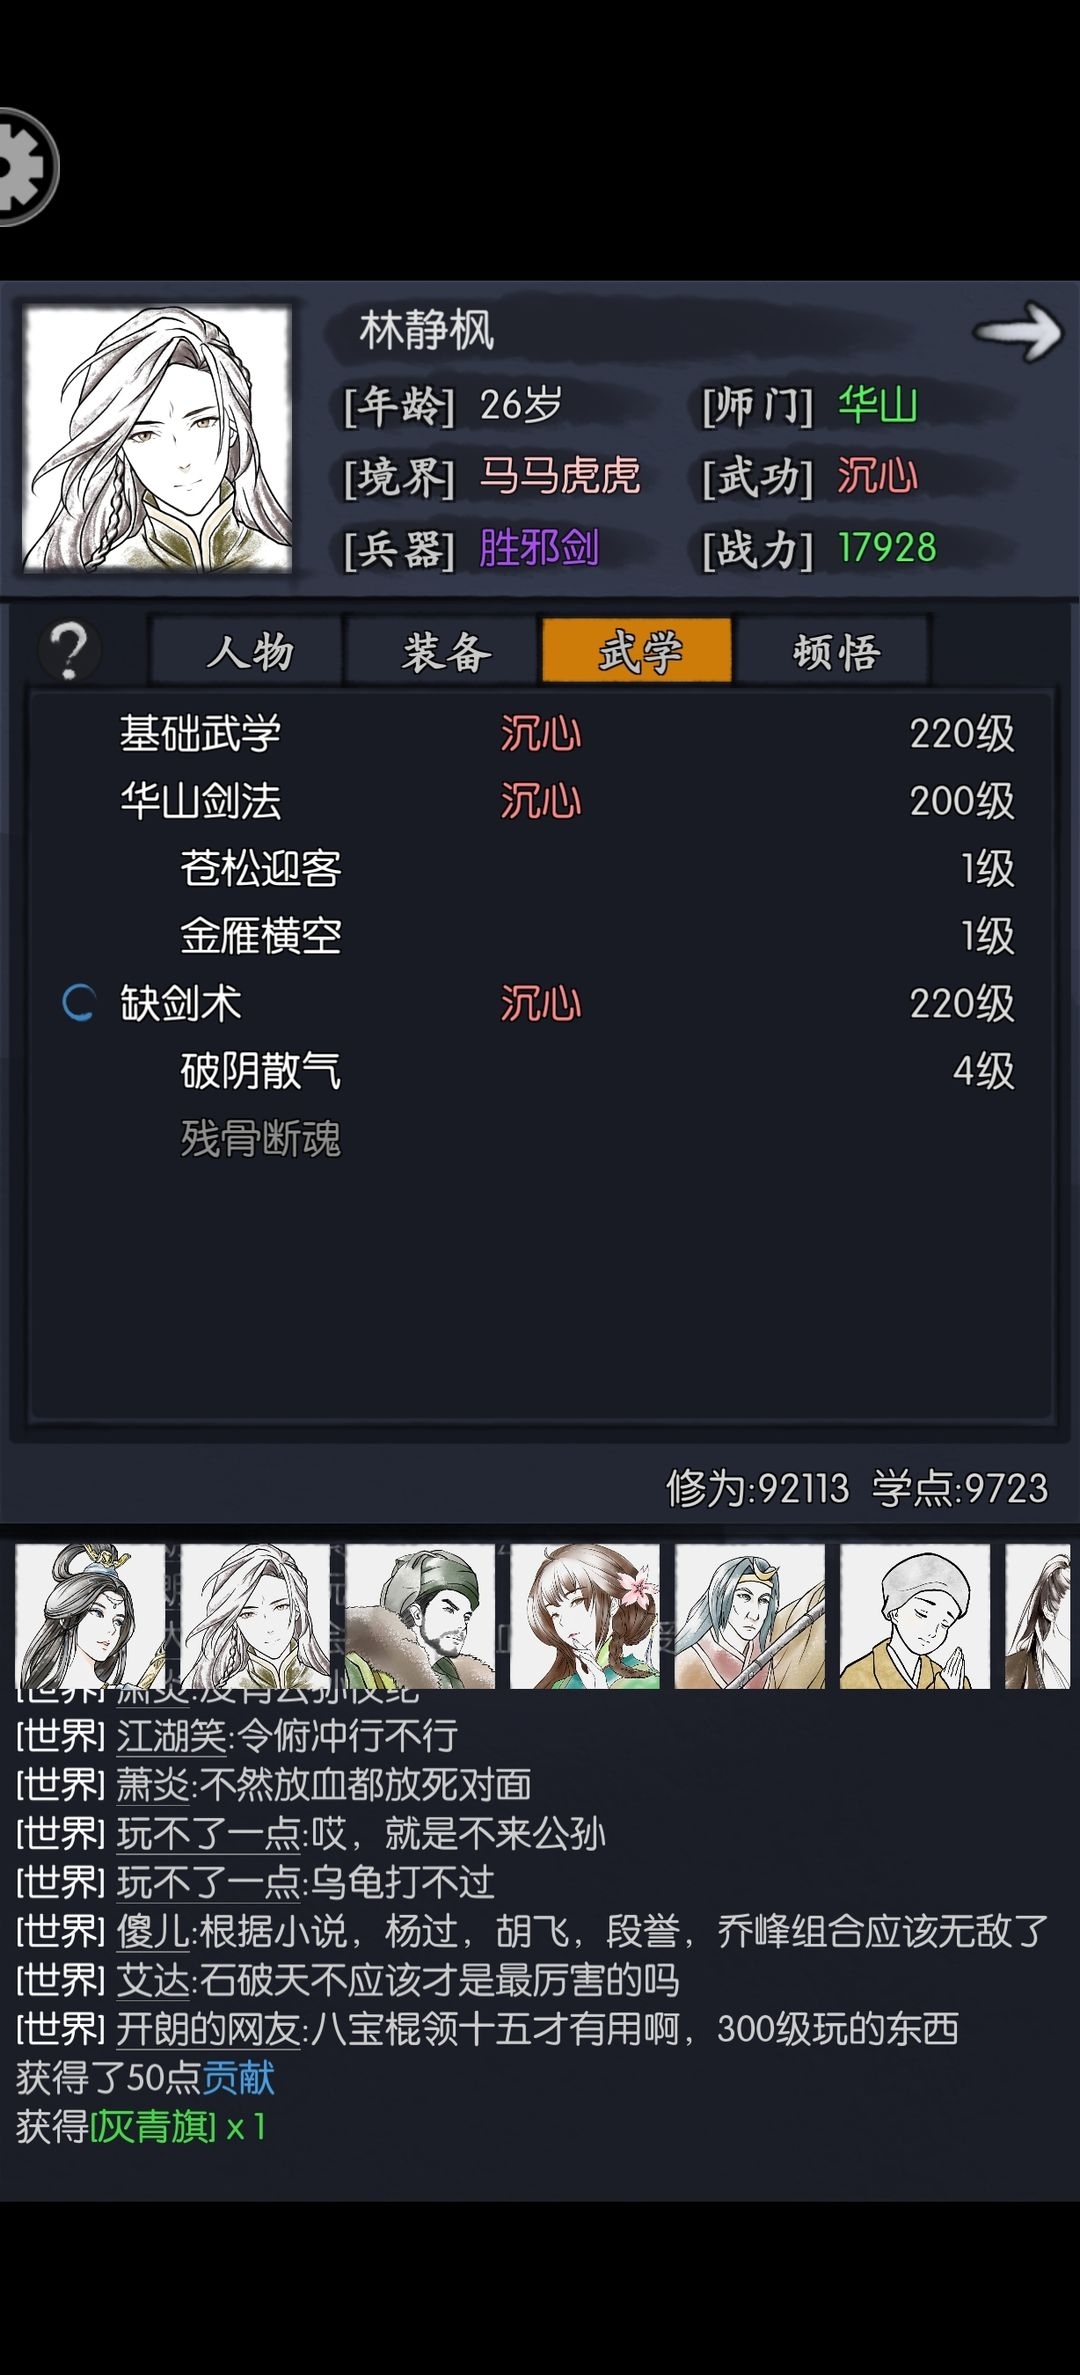 林静枫
[年龄] 26岁 [师门] 华山
[境界] 马马虎虎 [武功] 沉心
[兵器] 胜邪剑 [战力] 17928
? 人物 装备 武学 顿悟
基础武学 沉心 220级
华山剑法 沉心 200级
苍松迎客 1级
金雁横空 1级
缺剑术 沉心 220级
破阴散气 4级
残骨断魂
修为:92113 学点:9723
[世界] 萧炎:没有公孙
[世界] 江湖笑:令俯冲行不行
[世界] 萧炎:不然放血都放死对面
[世界] 玩不了一点:哎，就是不来公孙
[世界] 玩不了一点:乌龟打不过
[世界] 傻儿:根据小说，杨过，胡飞，段誉，乔峰组合应该无敌了
[世界] 艾达:石破天不应该才是最厉害的吗
[世界] 开朗的网友:八宝棍领十五才有用啊，300级玩的东西
获得了50点贡献
获得[灰青旗] x 1